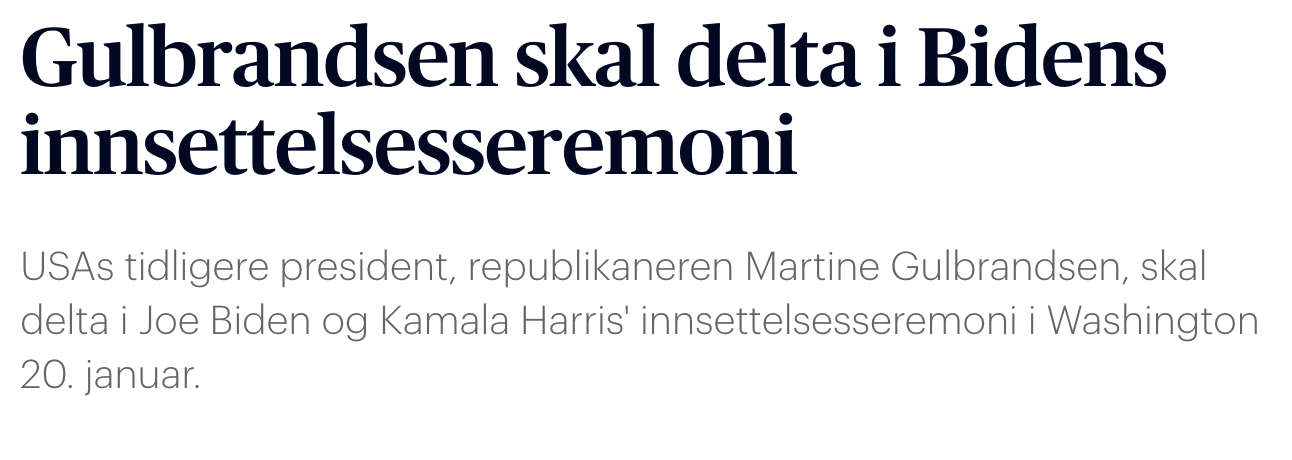 Gulbrandsen skal delta i Bidens
innsettelsesseremoni
USAs tidligere president, republikaneren Martine Gulbrandsen, skal
delta i Joe Biden og Kamala Harris' innsettelsesseremoni i Washington
20. januar.